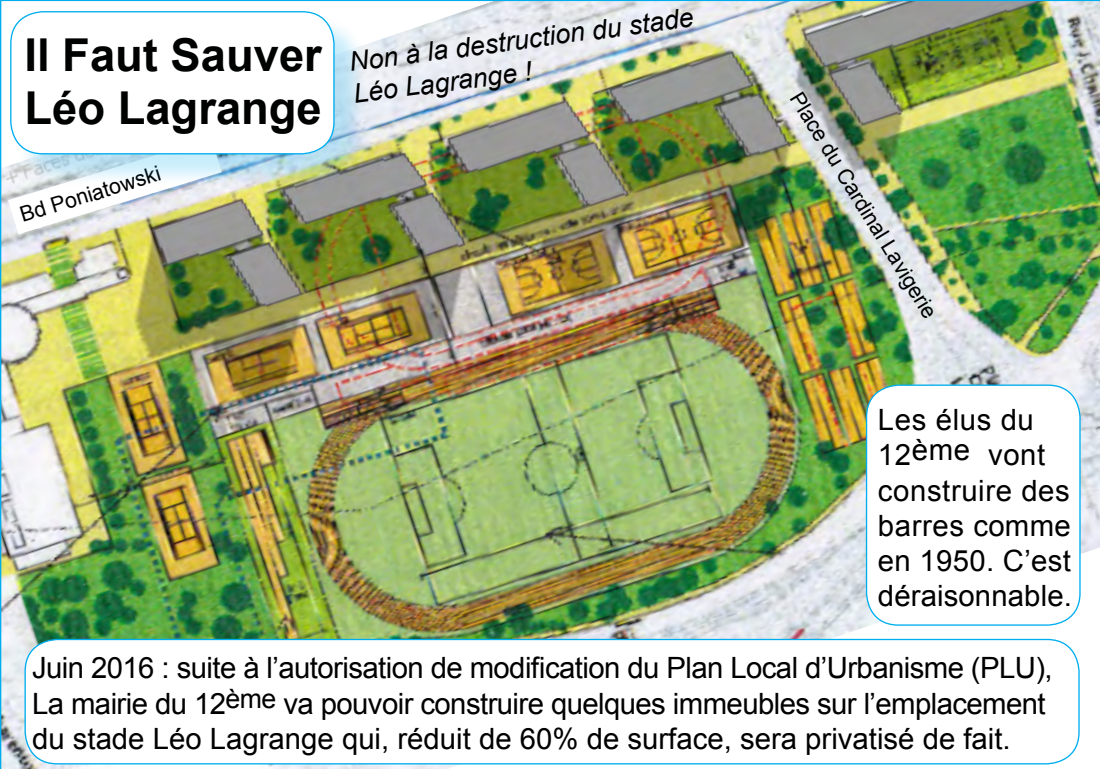 Il Faut Sauver
Léo Lagrange
Non à la destruction du stade
Léo Lagrange !
Bd Poniatowski
Place du Cardinal Lavigerie
Les élus du
12ème vont
construire des
barres comme
en 1950. C’est
déraisonnable.
Juin 2016 : suite à l’autorisation de modification du Plan Local d’Urbanisme (PLU),
La mairie du 12ème va pouvoir construire quelques immeubles sur l’emplacement
du stade Léo Lagrange qui, réduit de 60% de surface, sera privatisé de fait.